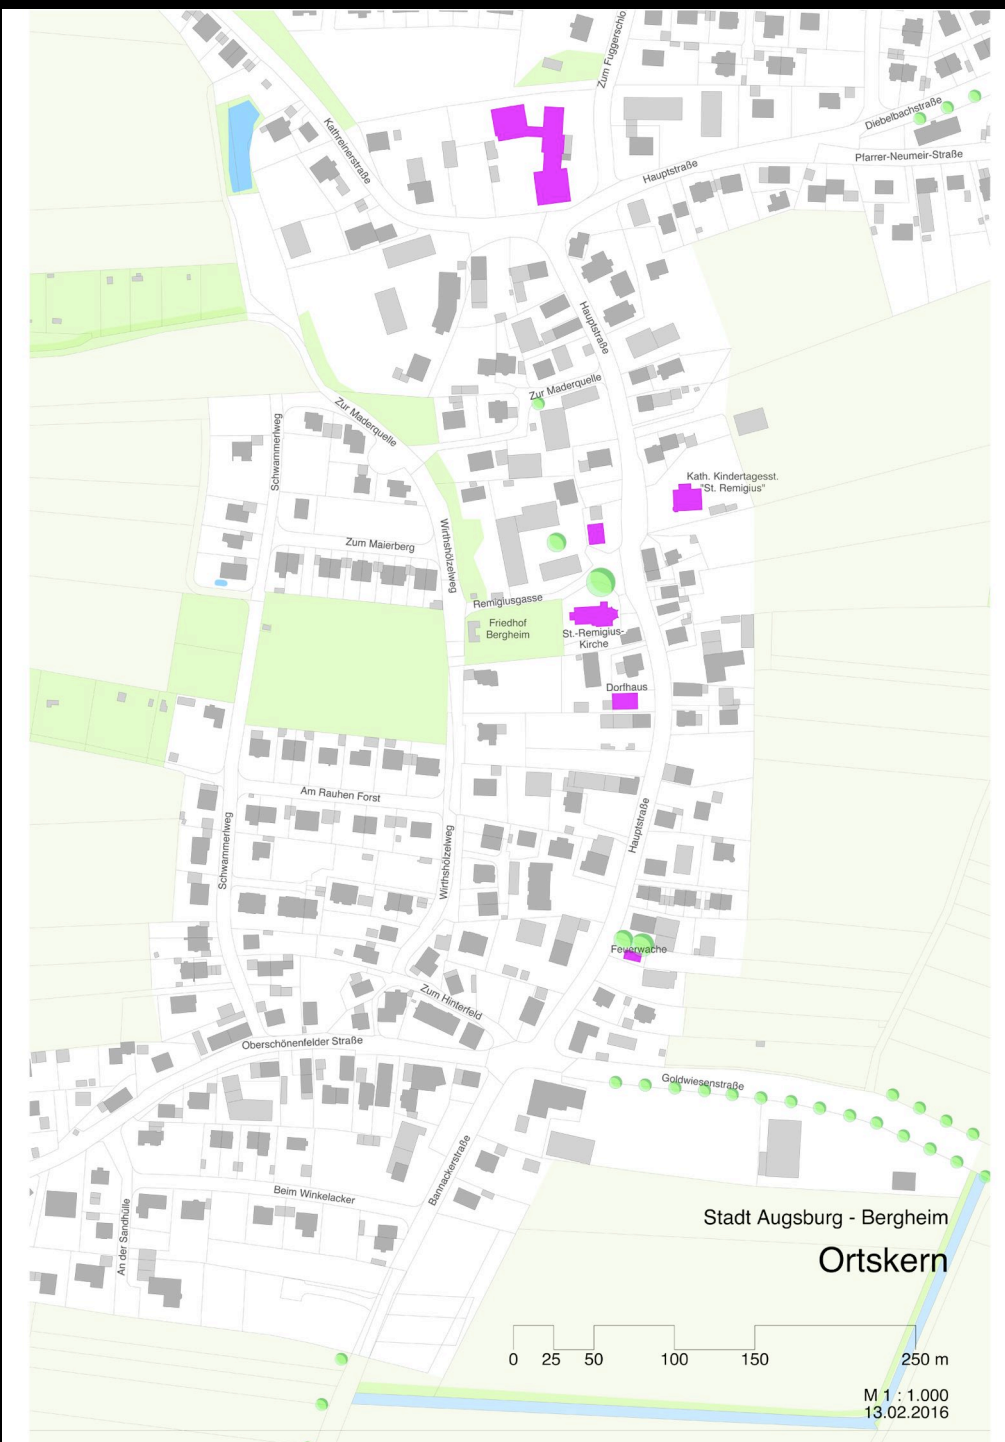 Zum Fuggerschlo
Diebelbachstraße
Kathreinerstraße
Pfarrer-Neumeir-Straße
Hauptstraße
Hauptstraße
Zur Maderquelle
Zur Maderquelle
Schwammerlweg
Kath. Kindertagesst.
"St. Remigius"
Wirthshölzelweg
Zum Maierberg
Remigiusgasse
Friedhof
Bergheim
St.-Remigius-
Kirche
Dorfhaus
Am Rauhen Forst
Hauptstraße
Schwammerlweg
Wirthshölzelweg
Feuerwache
Zum Hinterfeld
Oberschönenfelder Straße
Goldwiesenstraße
Bannackerstraße
Beim Winkelacker
An der Sandhülle
Stadt Augsburg - Bergheim
Ortskern
0 25 50 100 150 250 m
M 1 : 1.000
13.02.2016